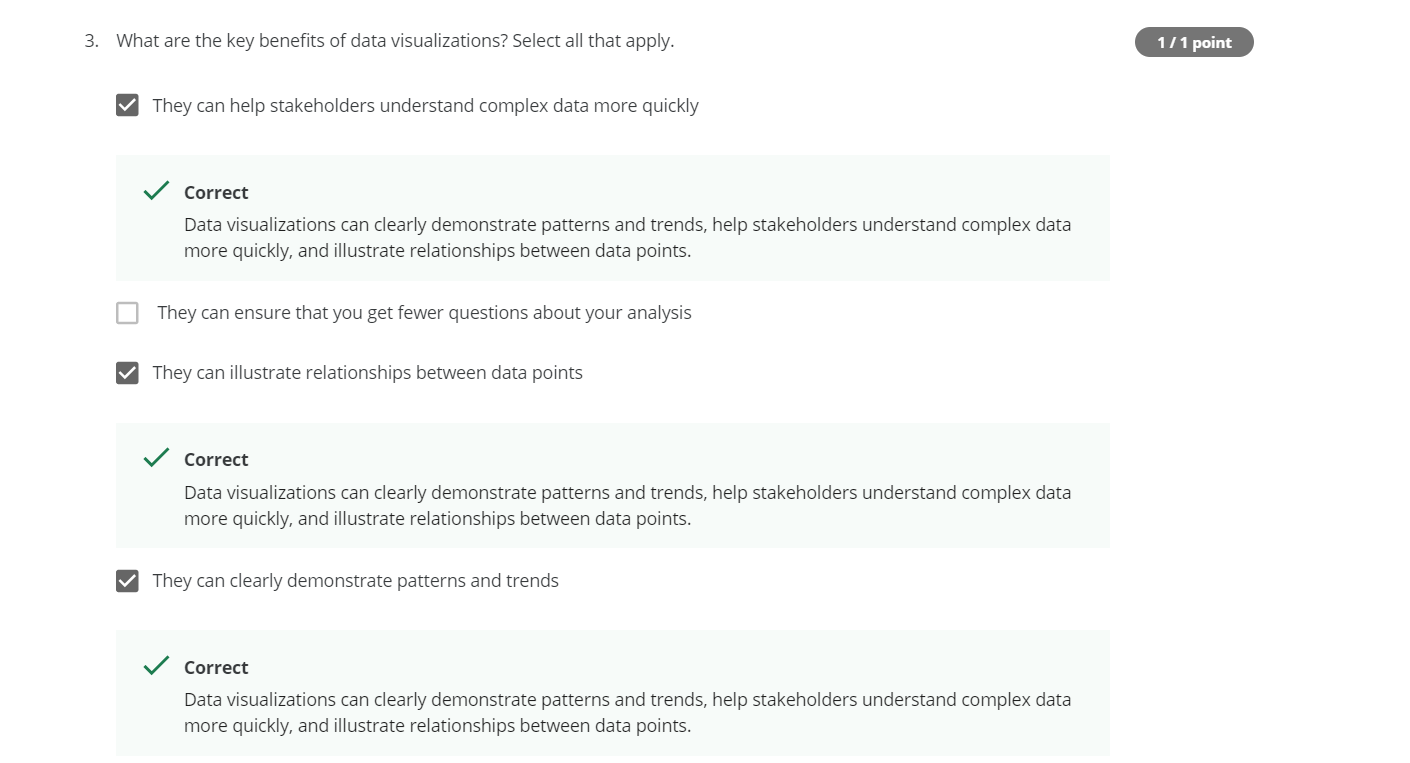 3. What are the key benefits of data visualizations? Select all that apply.
1 / 1 point
They can help stakeholders understand complex data more quickly
Correct
Data visualizations can clearly demonstrate patterns and trends, help stakeholders understand complex data
more quickly, and illustrate relationships between data points.
They can ensure that you get fewer questions about your analysis
They can illustrate relationships between data points
Correct
Data visualizations can clearly demonstrate patterns and trends, help stakeholders understand complex data
more quickly, and illustrate relationships between data points.
They can clearly demonstrate patterns and trends
Correct
Data visualizations can clearly demonstrate patterns and trends, help stakeholders understand complex data
more quickly, and illustrate relationships between data points.